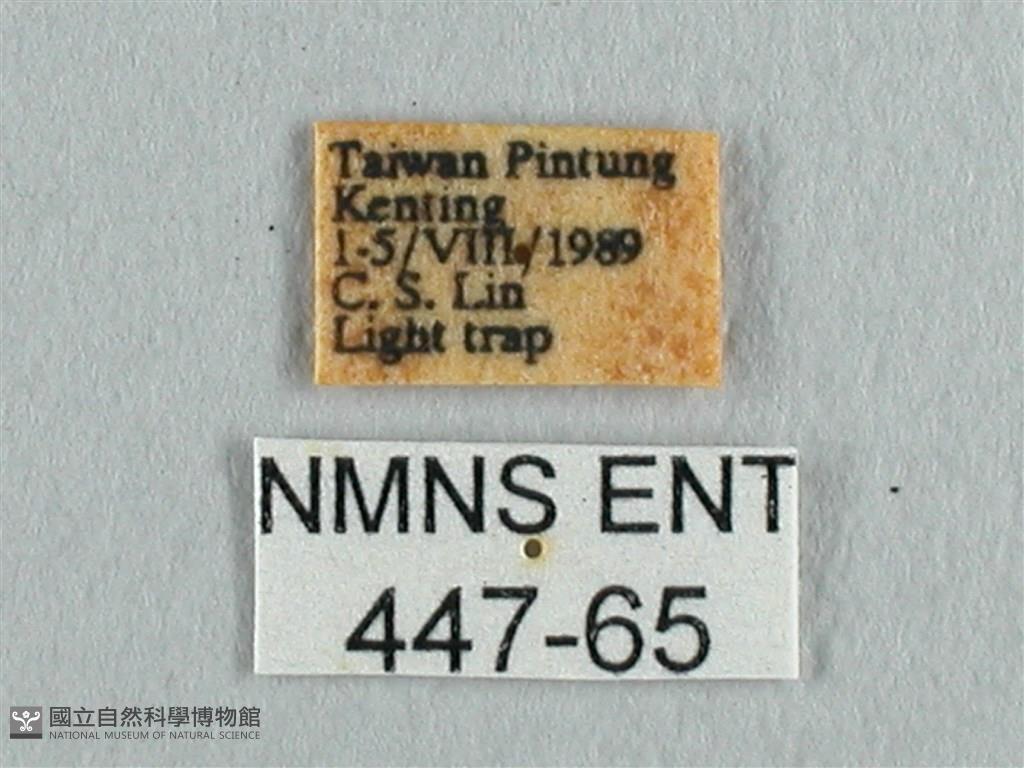 Taiwan Pintung
Kenting
1-5/VIII/1989
C. S. Lin
Light trap
NMNS ENT
447-65
國立自然科學博物館
NATIONAL MUSEUM OF NATURAL SCIENCE